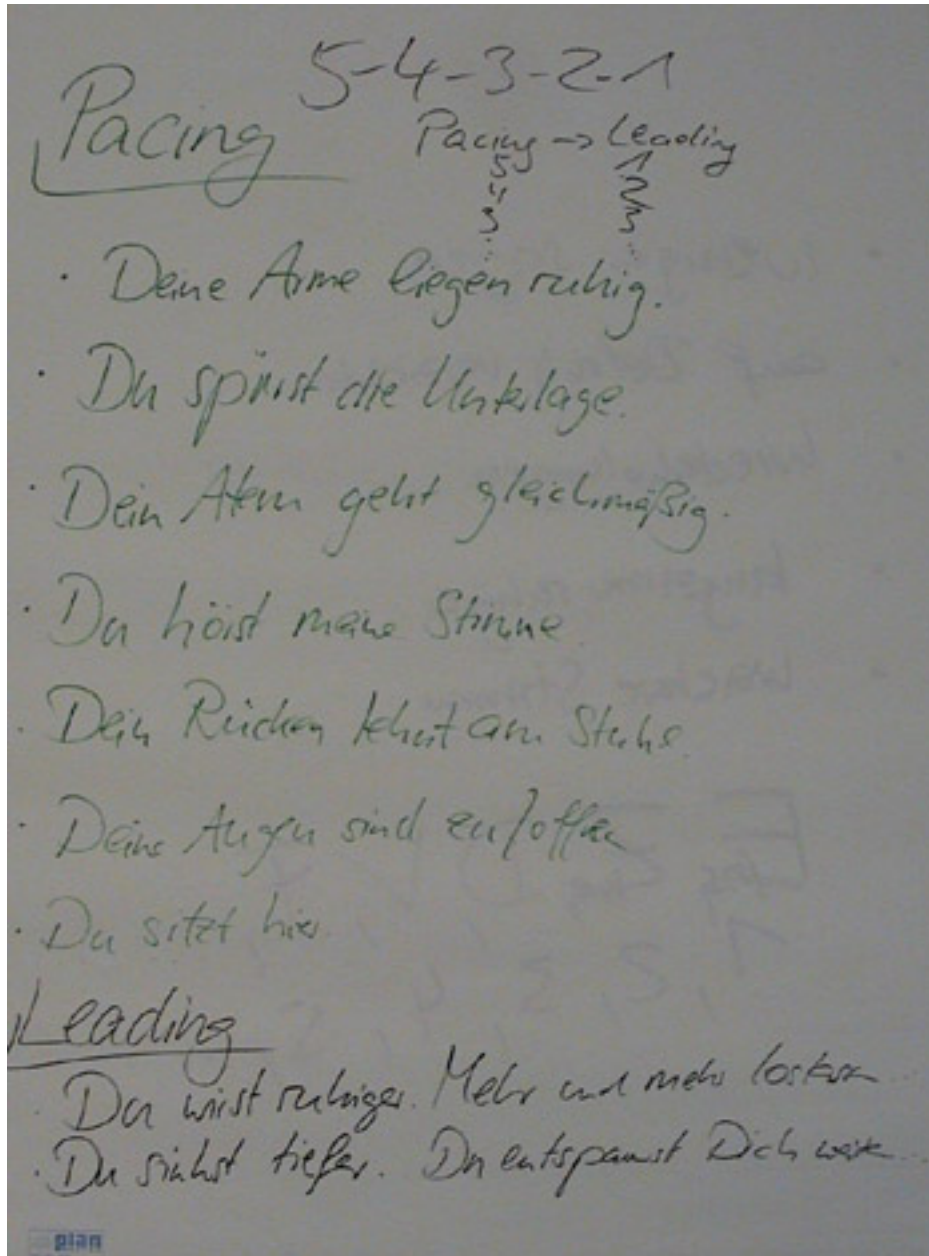 5-4-3-2-1
Pacing
Pacing -> Leading
5 1
4 2
3 3
... ...
· Deine Arme liegen ruhig.
· Du spürst die Unterlage.
· Dein Atem geht gleichmäßig.
· Du hörst meine Stimme
· Dein Rücken lehnt am Stuhl
· Deine Augen sind zu/offen
· Du sitzt hier.
Leading
· Du wirst ruhiger. Mehr und mehr
· Du sinkst tiefer. Du entspannst Dich
plan